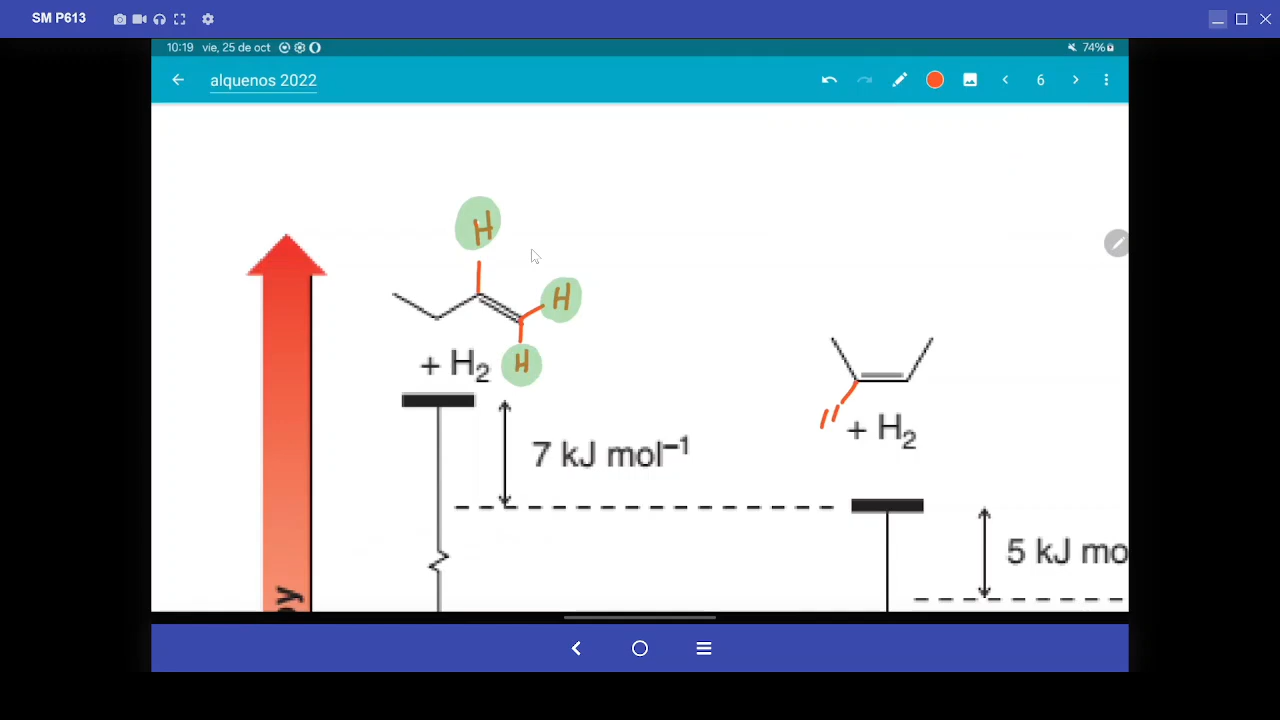 SM P613
10:19 vie, 25 de oct 74%
alquenos 2022 6
H
H
H
+ H2
+ H2
7 kJ mol−1
5 kJ mo